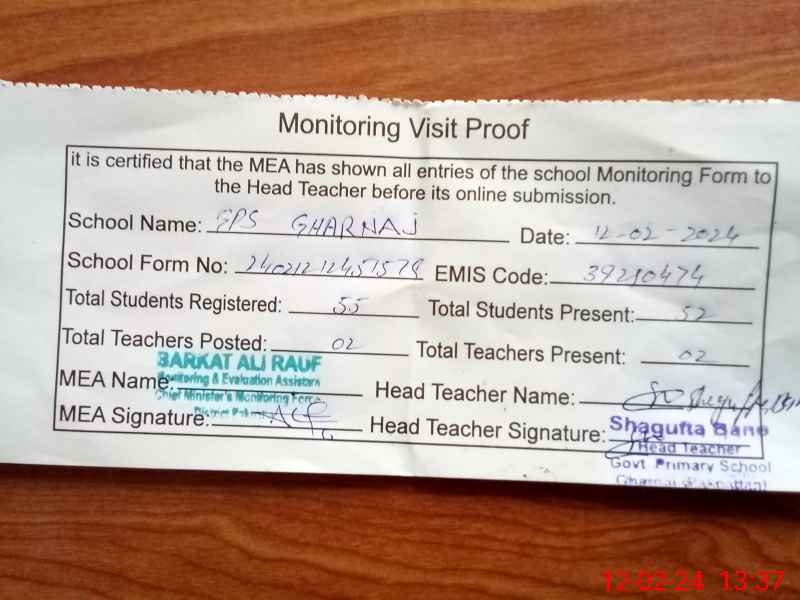 Monitoring Visit Proof
it is certified that the MEA has shown all entries of the school Monitoring Form to
the Head Teacher before its online submission.
School Name: GPS GHARNAJ Date: 12-02-2024
School Form No: EMIS Code: 39210474
Total Students Registered: 55 Total Students Present: 52
Total Teachers Posted: 02 Total Teachers Present: 02
BARKAT ALI RAUF
Monitoring & Evaluation Assistant
MEA Name: Head Teacher Name:
Chief Minister's Monitoring Force
District
MEA Signature: Head Teacher Signature:
Shagufta Bano
Head Teacher
Govt Primary School
12-02-24 13:37